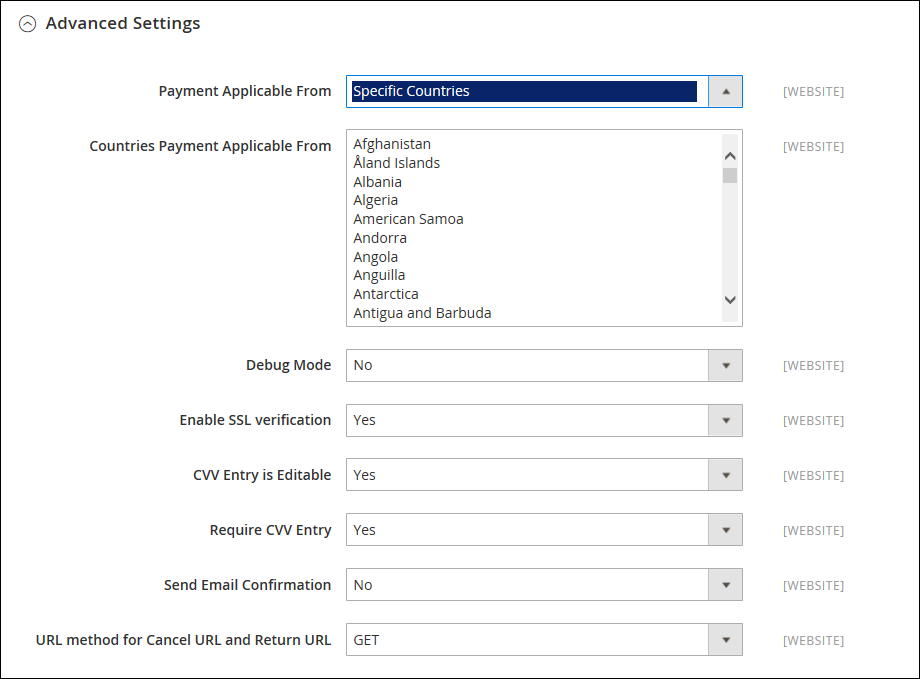 Advanced Settings
Payment Applicable From Specific Countries [WEBSITE]
Countries Payment Applicable From Afghanistan [WEBSITE]
Åland Islands
Albania
Algeria
American Samoa
Andorra
Angola
Anguilla
Antarctica
Antigua and Barbuda
Debug Mode No [WEBSITE]
Enable SSL verification Yes [WEBSITE]
CVV Entry is Editable Yes [WEBSITE]
Require CVV Entry Yes [WEBSITE]
Send Email Confirmation No [WEBSITE]
URL method for Cancel URL and Return URL GET [WEBSITE]